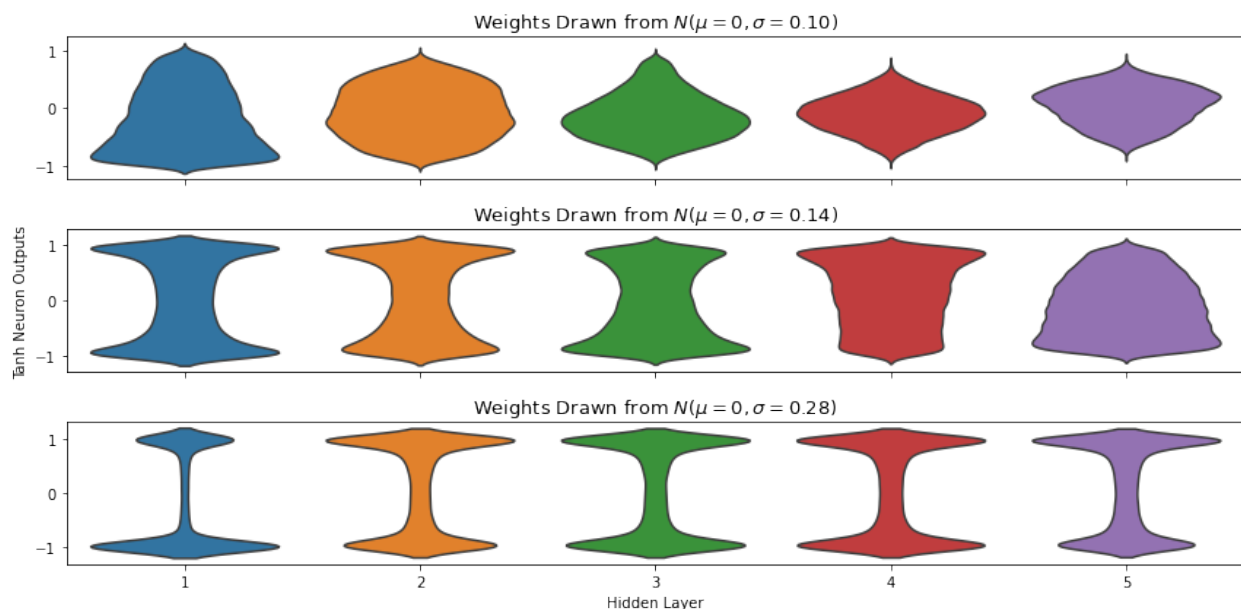 Weights Drawn from N(μ = 0, σ = 0.10)
1
0
−1
Weights Drawn from N(μ = 0, σ = 0.14)
Tanh Neuron Outputs
1
0
−1
Weights Drawn from N(μ = 0, σ = 0.28)
1
0
−1
1 2 3 4 5
Hidden Layer